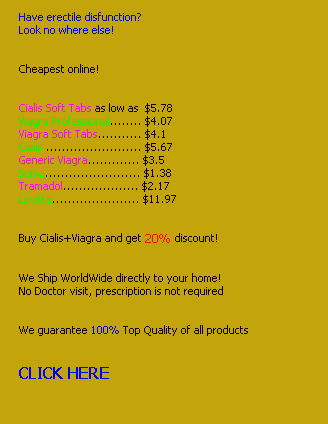 Have erectile disfunction?
Look no where else!
Cheapest online!
Cialis Soft Tabs as low as $5.78
Viagra Professional........ $4.07
Viagra Soft Tabs........... $4.1
Cialis ........................ $5.67
Generic Viagra............. $3.5
Soma........................ $1.38
Tramadol................... $2.17
Levitra...................... $11.97
Buy Cialis+Viagra and get 20% discount!
We Ship WorldWide directly to your home!
No Doctor visit, prescription is not required
We guarantee 100% Top Quality of all products
CLICK HERE